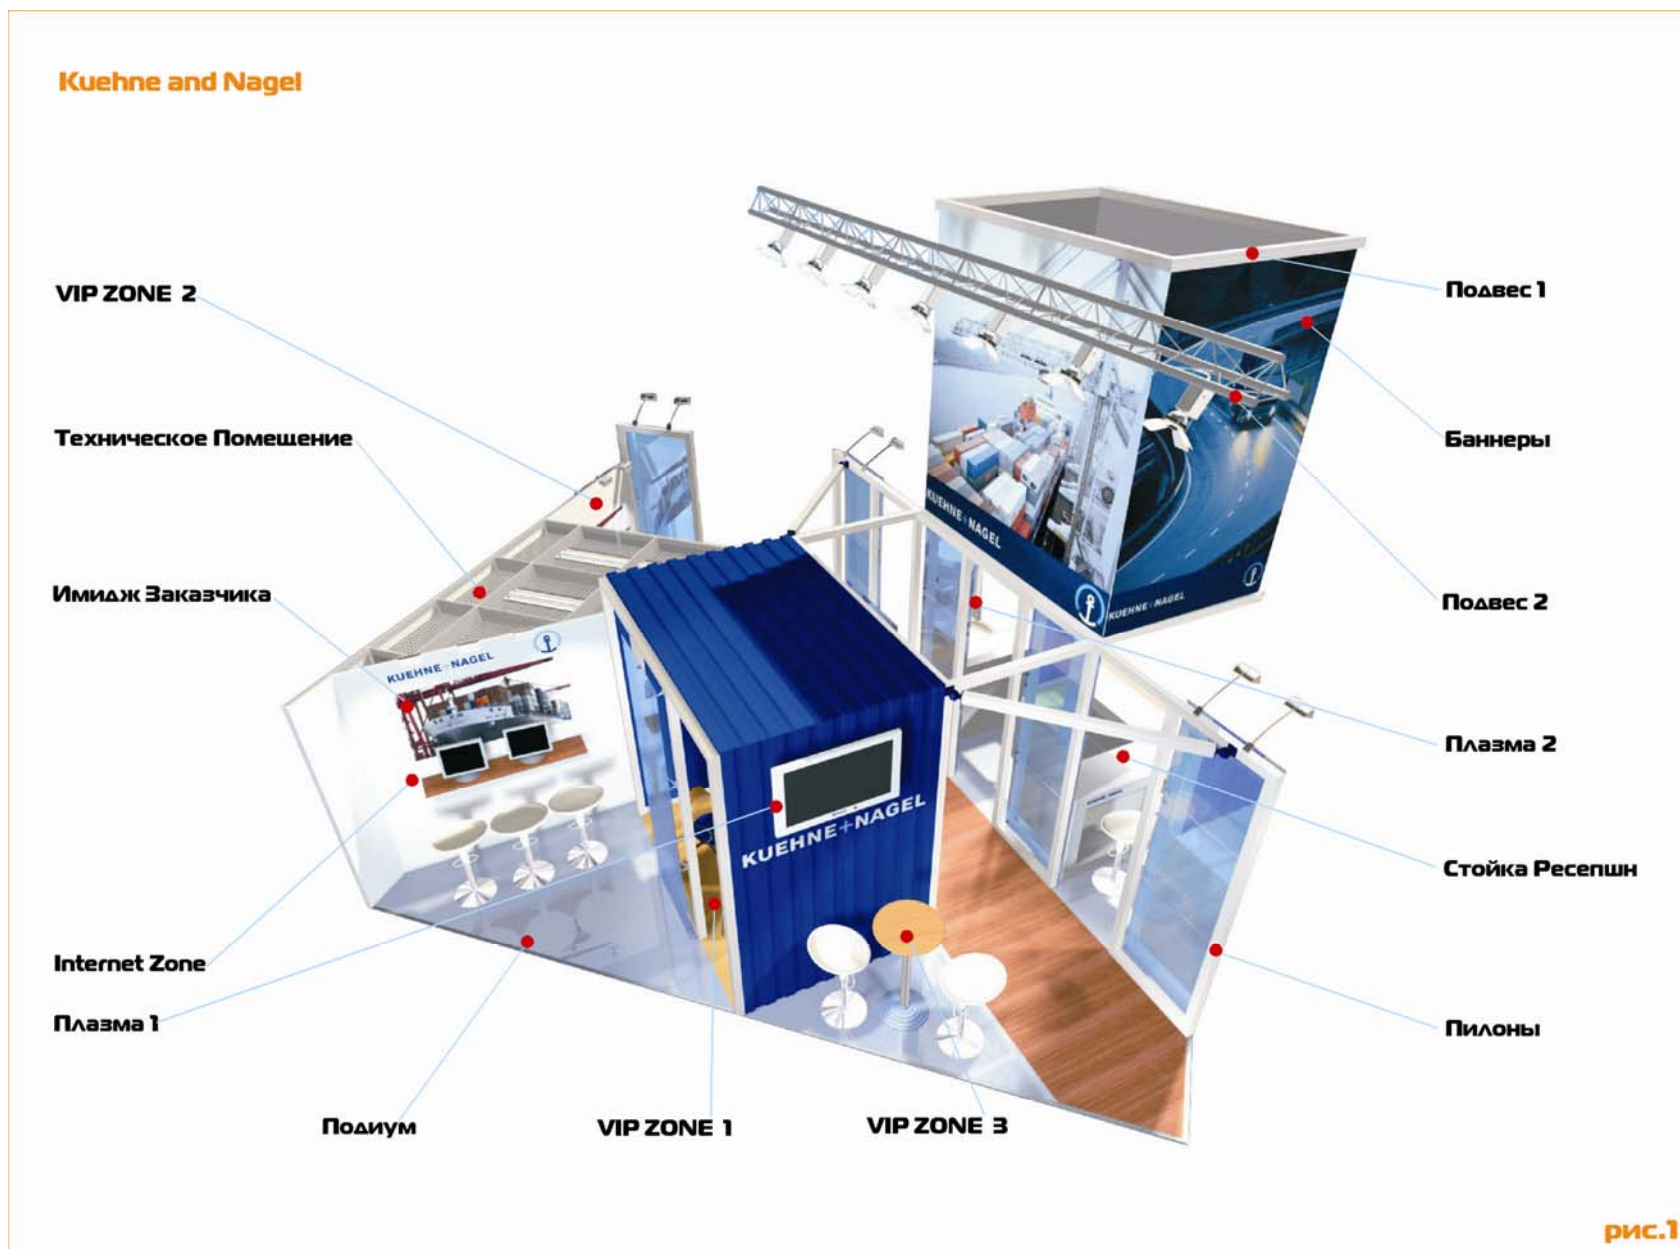 Kuehne and Nagel
VIP ZONE 2
Подвес 1
Техническое Помещение
Баннеры
KUEHNE+NAGEL
KUEHNE+NAGEL
Имидж Заказчика
Подвес 2
KUEHNE+NAGEL
Плазма 2
KUEHNE+NAGEL
Стойка Ресепшн
Internet Zone
Плазма 1
Пилоны
Подиум
VIP ZONE 1
VIP ZONE 3
рис.1